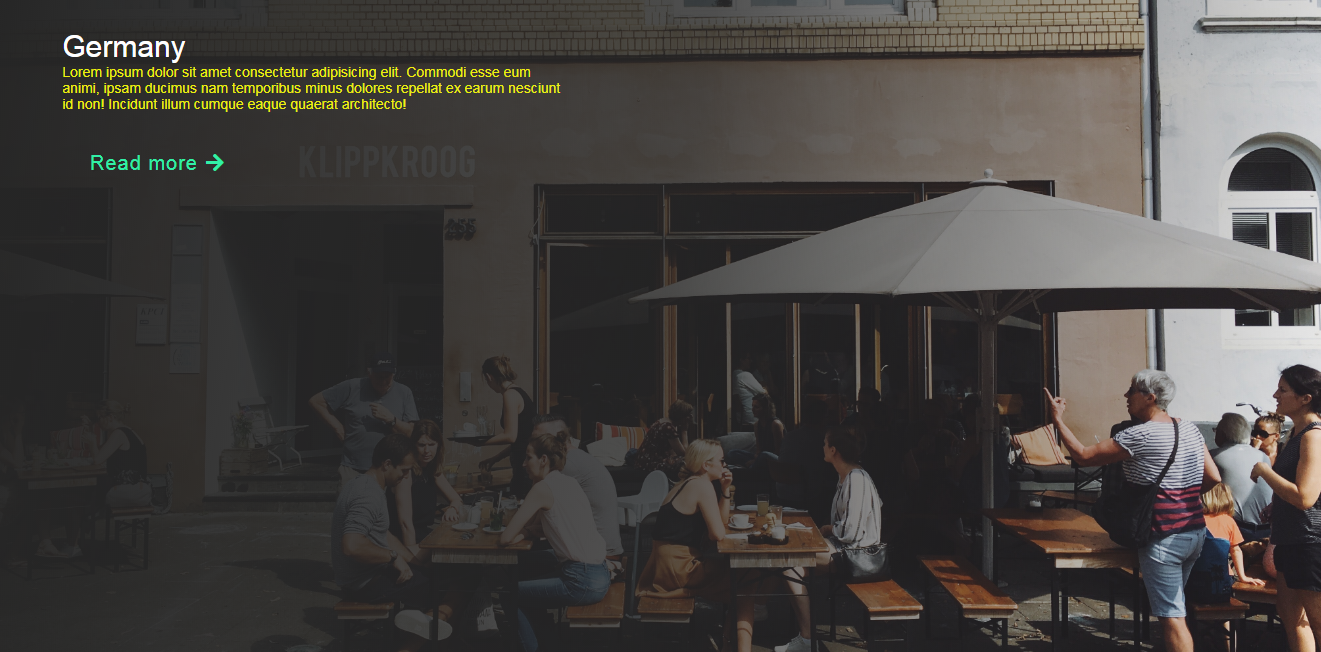 Germany
Lorem ipsum dolor sit amet consectetur adipisicing elit. Commodi esse eum
animi, ipsam ducimus nam temporibus minus dolores repellat ex earum nesciunt
id non! Incidunt illum cumque eaque quaerat architecto!
Read more
KLIPPKROOG
255